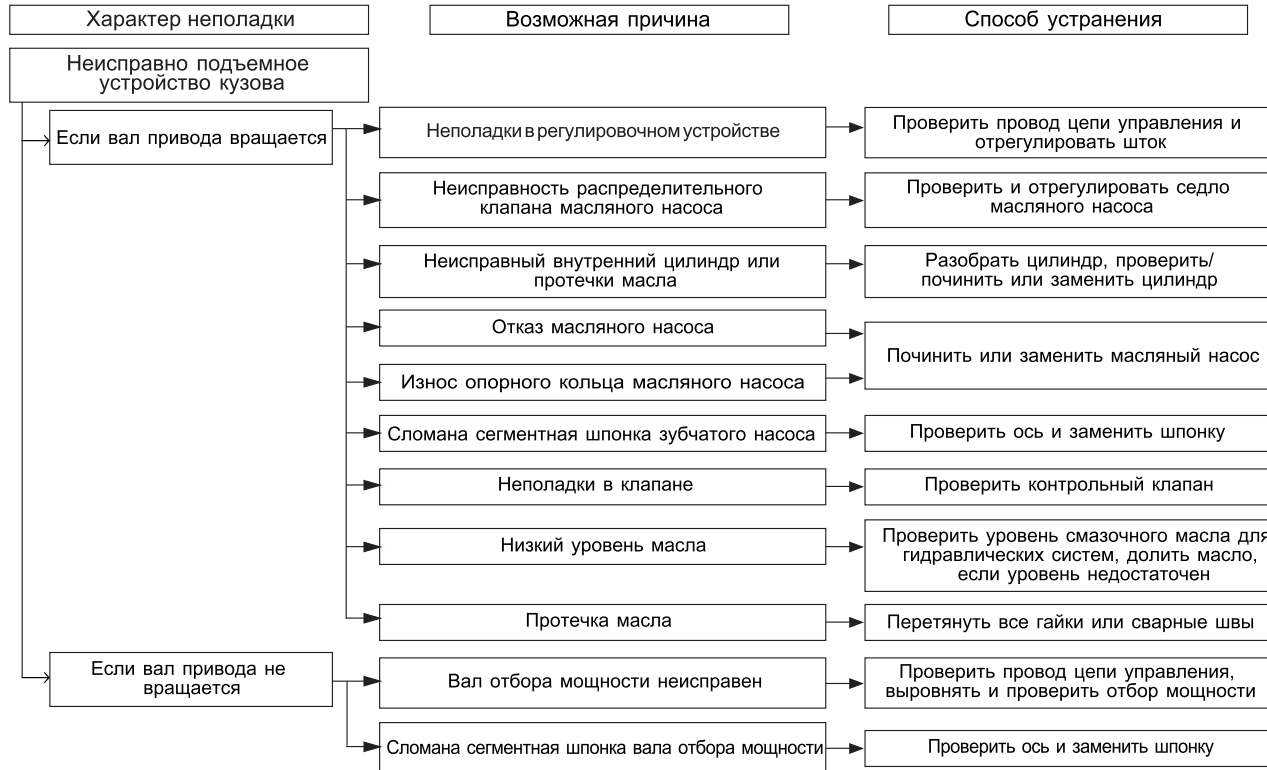 Характер неполадки
Возможная причина
Способ устранения
Неисправно подъемное
устройство кузова
Если вал привода вращается
Неполадки в регулировочном устройстве
Проверить провод цепи управления и
отрегулировать шток
Неисправность распределительного
клапана масляного насоса
Проверить и отрегулировать седло
масляного насоса
Неисправный внутренний цилиндр или
протечки масла
Разобрать цилиндр, проверить/
починить или заменить цилиндр
Отказ масляного насоса
Починить или заменить масляный насос
Износ опорного кольца масляного насоса
Сломана сегментная шпонка зубчатого насоса
Проверить ось и заменить шпонку
Неполадки в клапане
Проверить контрольный клапан
Низкий уровень масла
Проверить уровень смазочного масла для
гидравлических систем, долить масло,
если уровень недостаточен
Протечка масла
Перетянуть все гайки или сварные швы
Если вал привода не
вращается
Вал отбора мощности неисправен
Проверить провод цепи управления,
выровнять и проверить отбор мощности
Сломана сегментная шпонка вала отбора мощности
Проверить ось и заменить шпонку